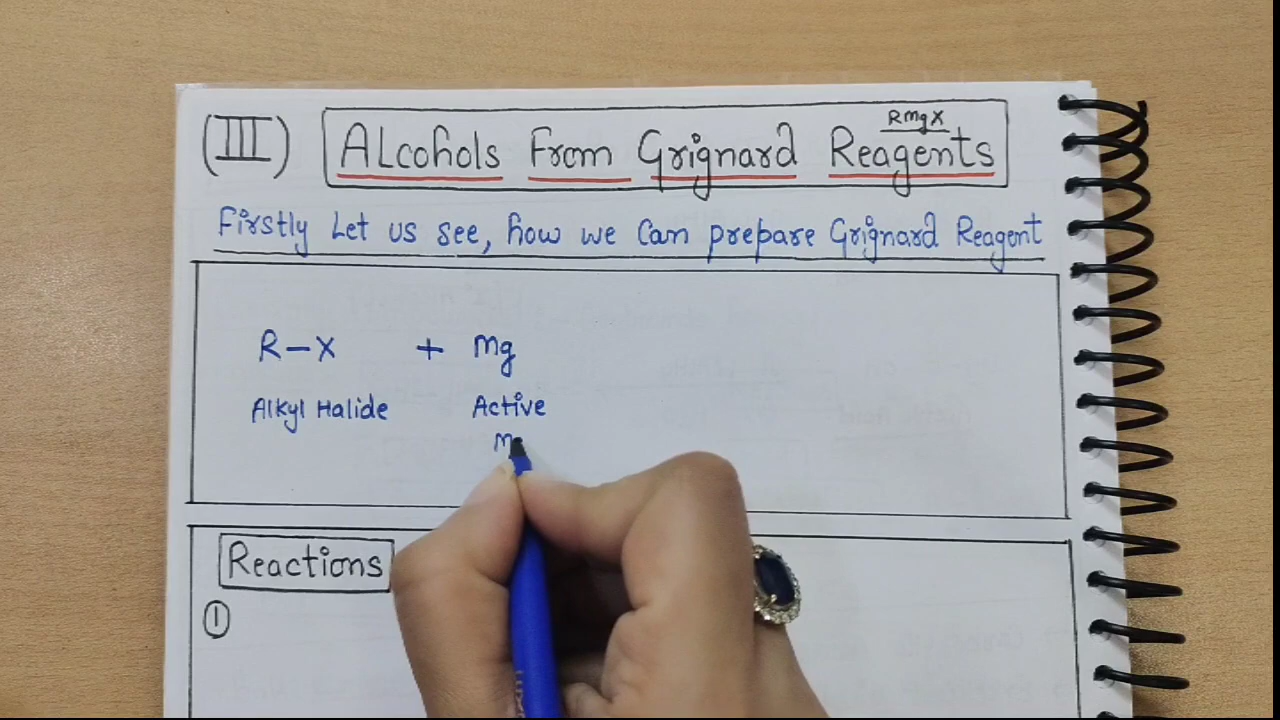 (III) Alcohols From Grignard Reagents
RMgX
Firstly Let us see, how we can prepare Grignard Reagent
R-X + Mg
Alkyl Halide Active
M
Reactions
①